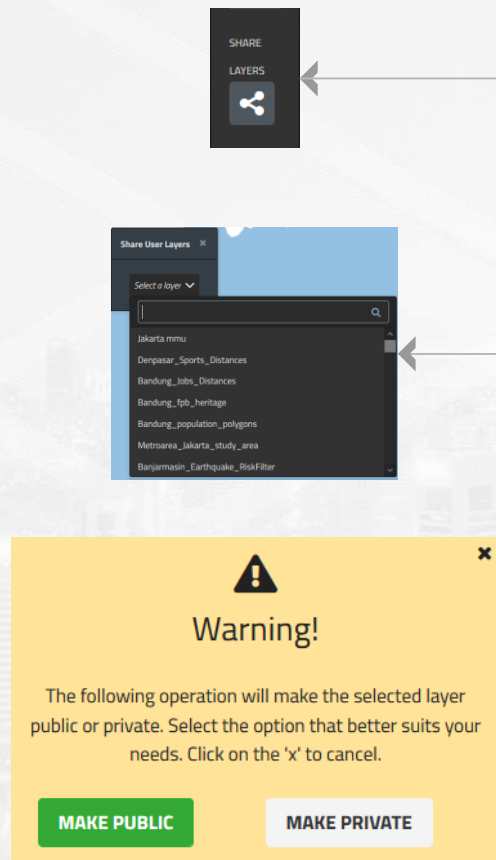 SHARE
LAYERS
Share User Layers ×
Select a layer
Jakarta mmu
Denpasar_Sports_Distances
Bandung_Jobs_Distances
Bandung_fpb_heritage
Bandung_population_polygons
Metroarea_Jakarta_study_area
Banjarmasin_Earthquake_RiskFilter
Warning!
The following operation will make the selected layer
public or private. Select the option that better suits your
needs. Click on the 'x' to cancel.
MAKE PUBLIC MAKE PRIVATE